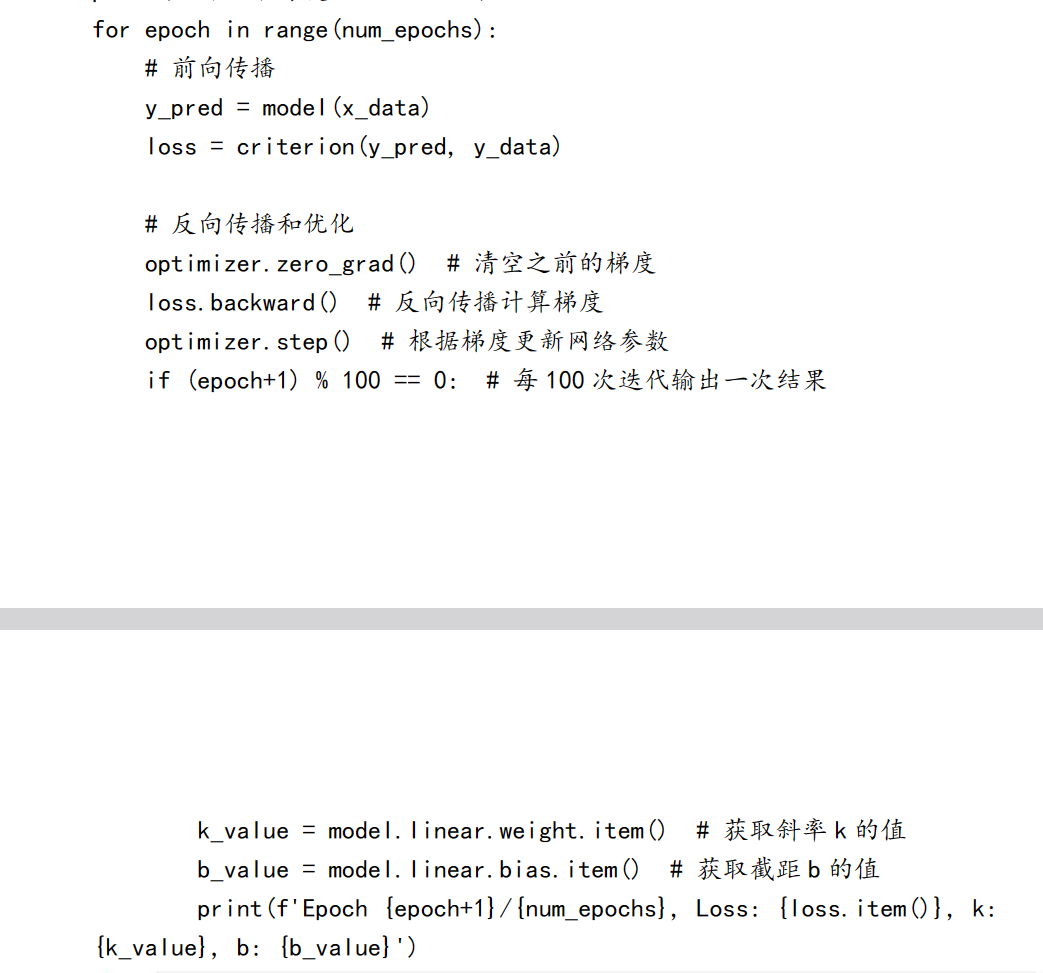 for epoch in range(num_epochs):
    # 前向传播
    y_pred = model(x_data)
    loss = criterion(y_pred, y_data)
    # 反向传播和优化
    optimizer.zero_grad()  # 清空之前的梯度
    loss.backward()  # 反向传播计算梯度
    optimizer.step()  # 根据梯度更新网络参数
    if (epoch+1) % 100 == 0:  # 每 100 次迭代输出一次结果
        k_value = model.linear.weight.item()  # 获取斜率 k 的值
        b_value = model.linear.bias.item()  # 获取截距 b 的值
        print(f'Epoch {epoch+1}/{num_epochs}, Loss: {loss.item()}, k:
{k_value}, b: {b_value}')